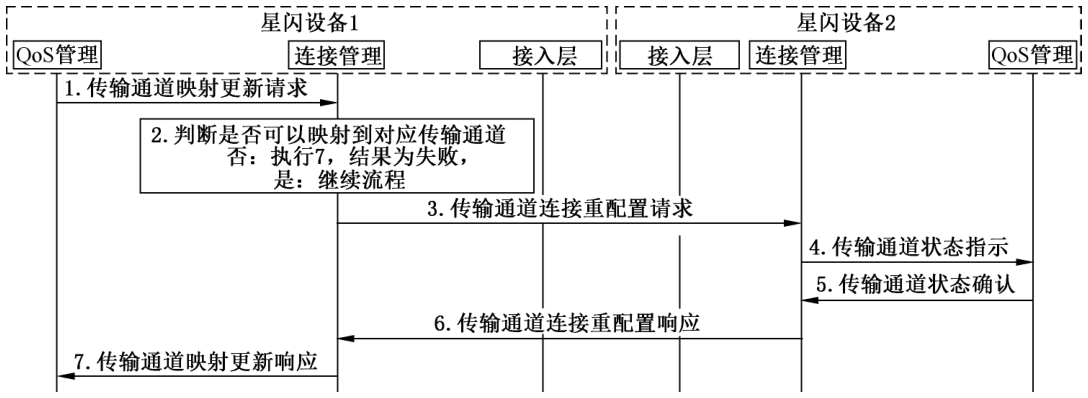 星闪设备1
星闪设备2
QoS管理
连接管理
接入层
接入层
连接管理
QoS管理
1.传输通道映射更新请求
2.判断是否可以映射到对应传输通道
否：执行7，结果为失败，
是：继续流程
3.传输通道连接重配置请求
4.传输通道状态指示
5.传输通道状态确认
6.传输通道连接重配置响应
7.传输通道映射更新响应